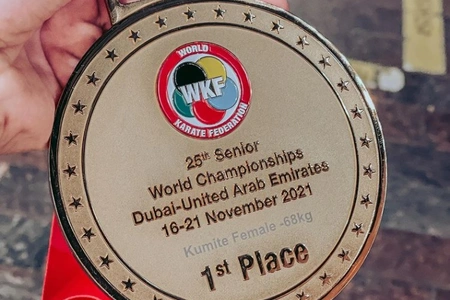 WORLD
WKF
KARATE FEDERATION
25th Senior
World Championships
Dubai-United Arab Emirates
16-21 November 2021
Kumite Female -68kg
1st Place